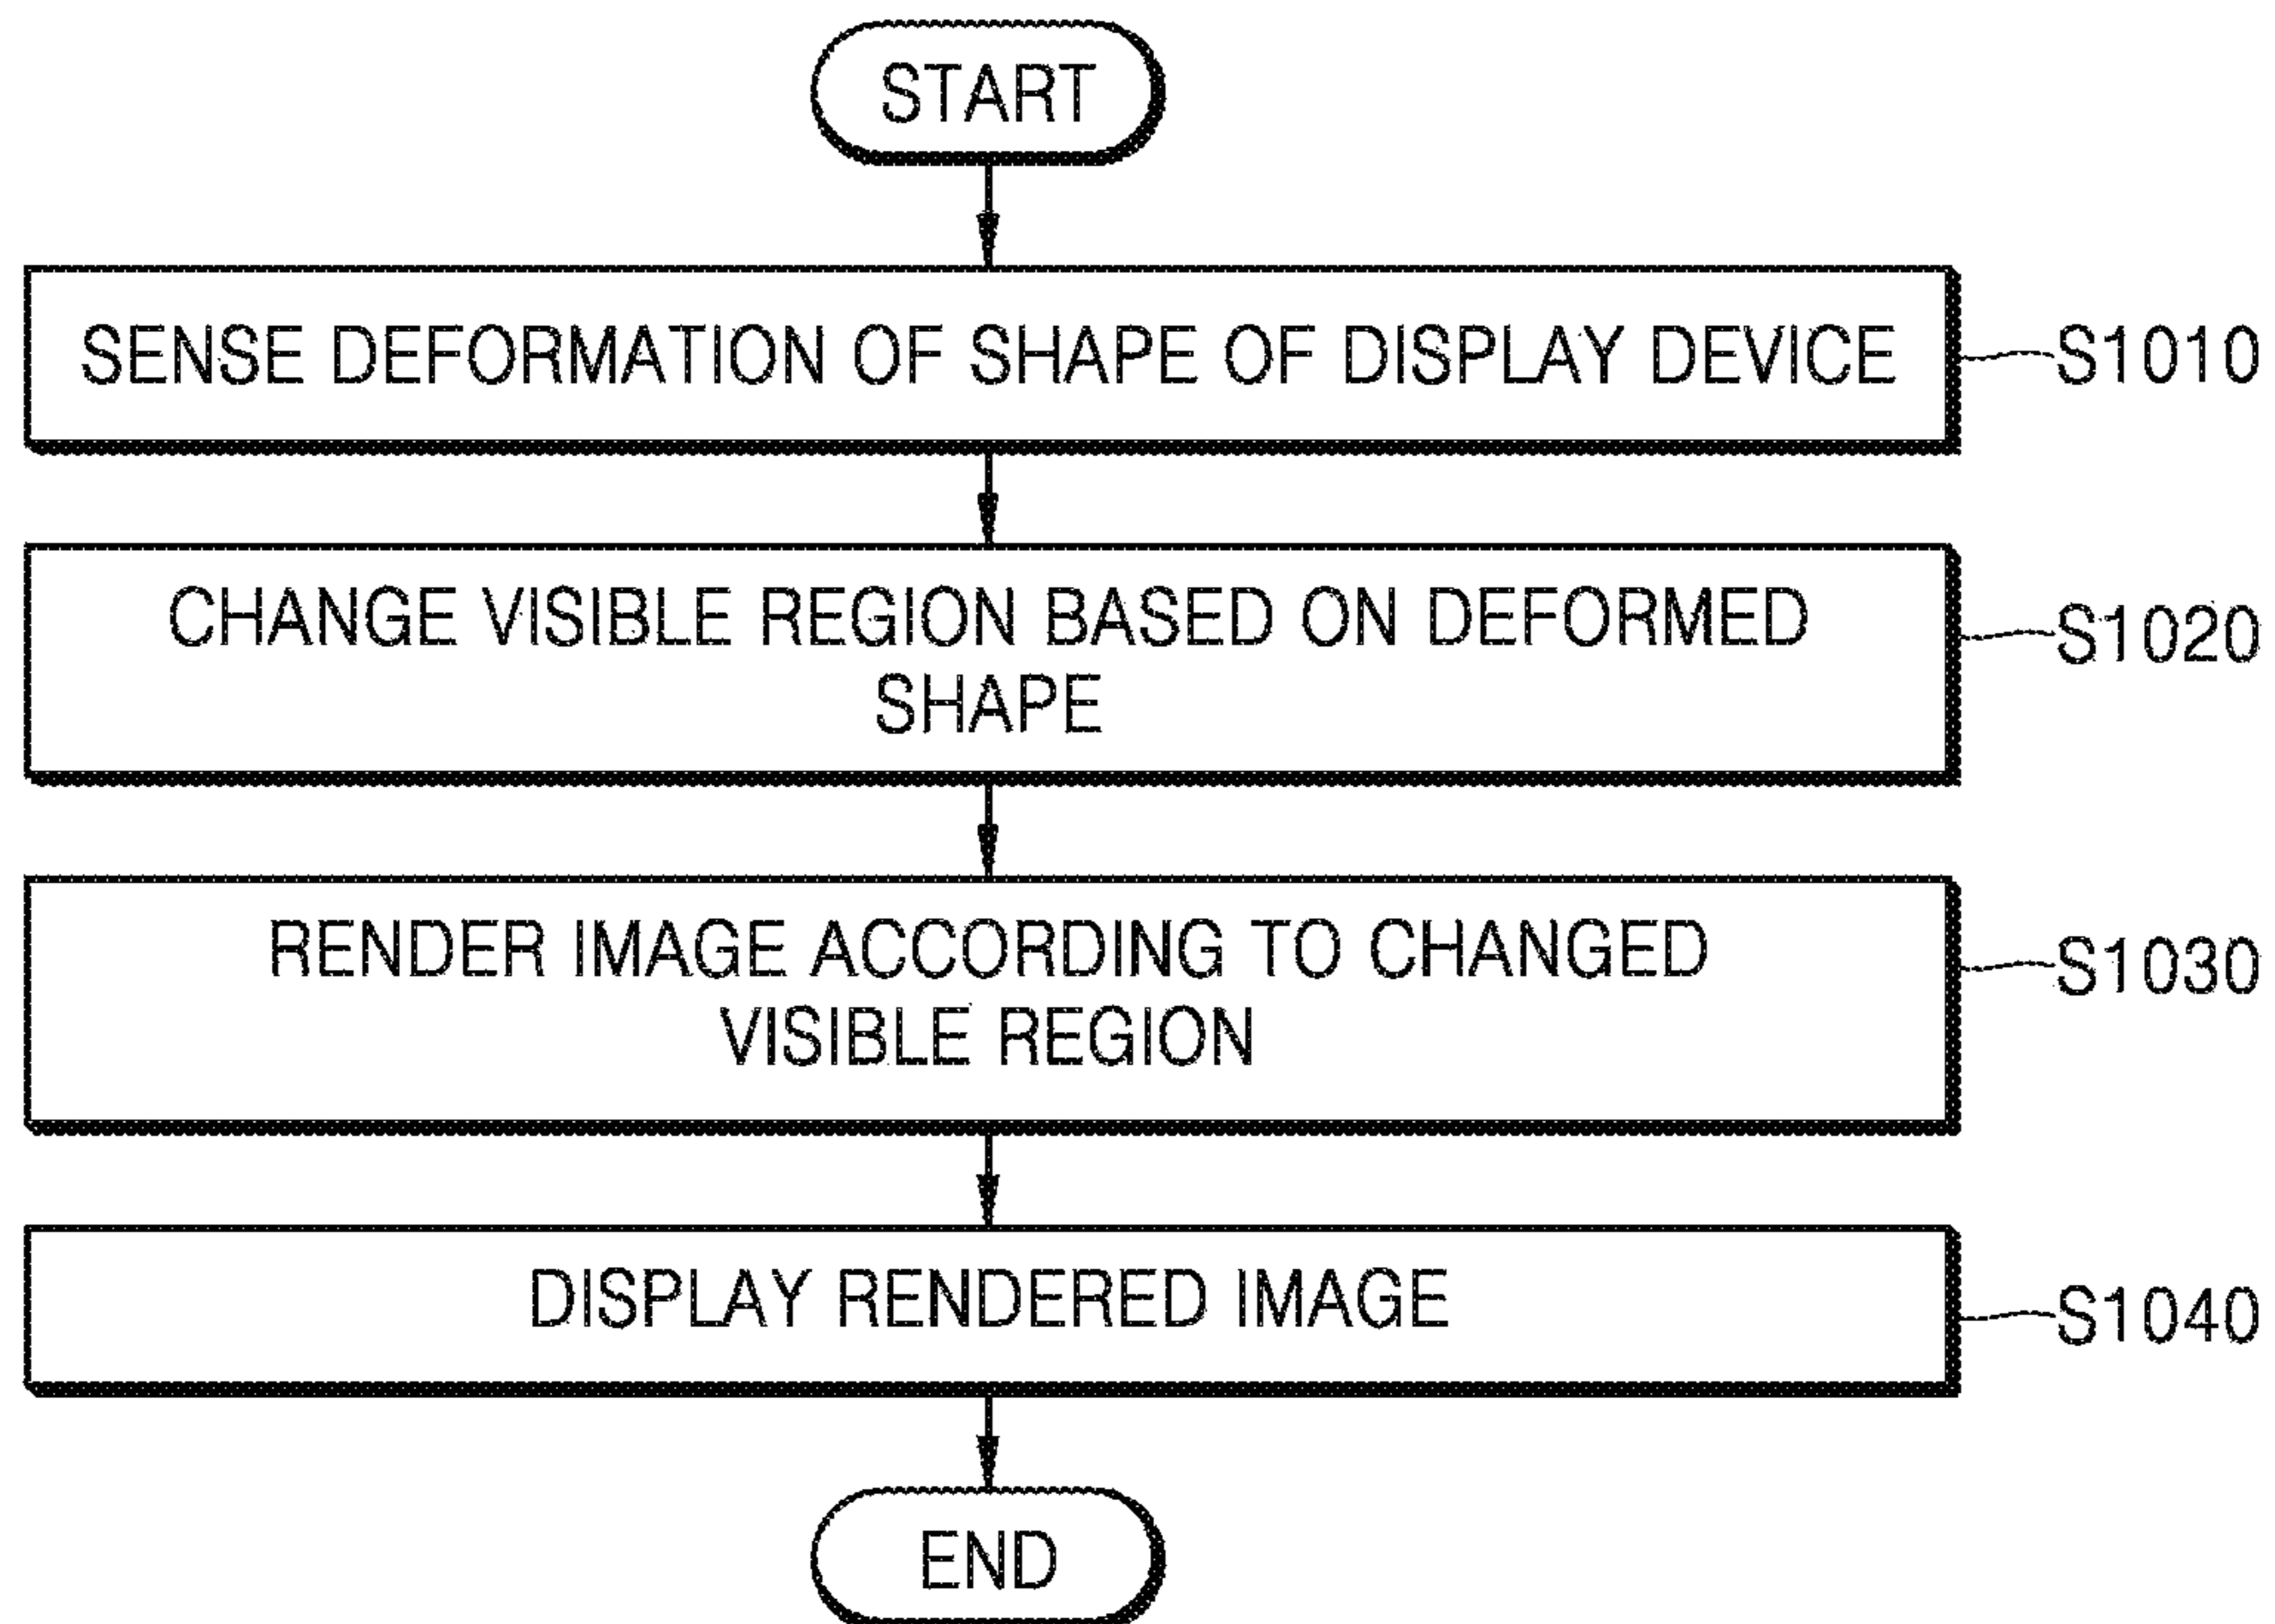 START
SENSE DEFORMATION OF SHAPE OF DISPLAY DEVICE
S1010
CHANGE VISIBLE REGION BASED ON DEFORMED
SHAPE
S1020
RENDER IMAGE ACCORDING TO CHANGED
VISIBLE REGION
S1030
DISPLAY RENDERED IMAGE
S1040
END